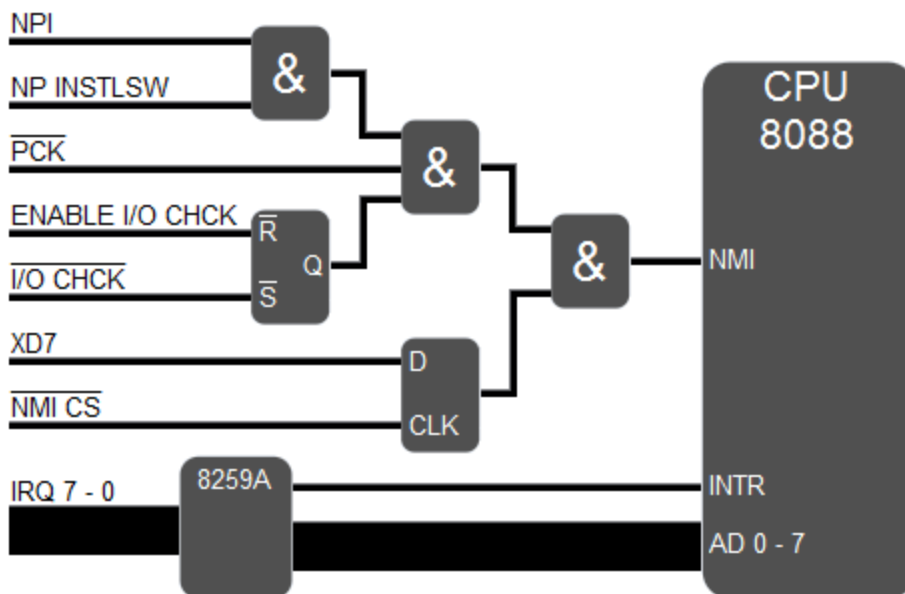 NPI
NP INSTLSW
&
PCK
&
ENABLE I/O CHCK
R
Q
I/O CHCK
S
&
XD7
D
NMI CS
CLK
IRQ 7 - 0
8259A
CPU
8088
NMI
INTR
AD 0 - 7